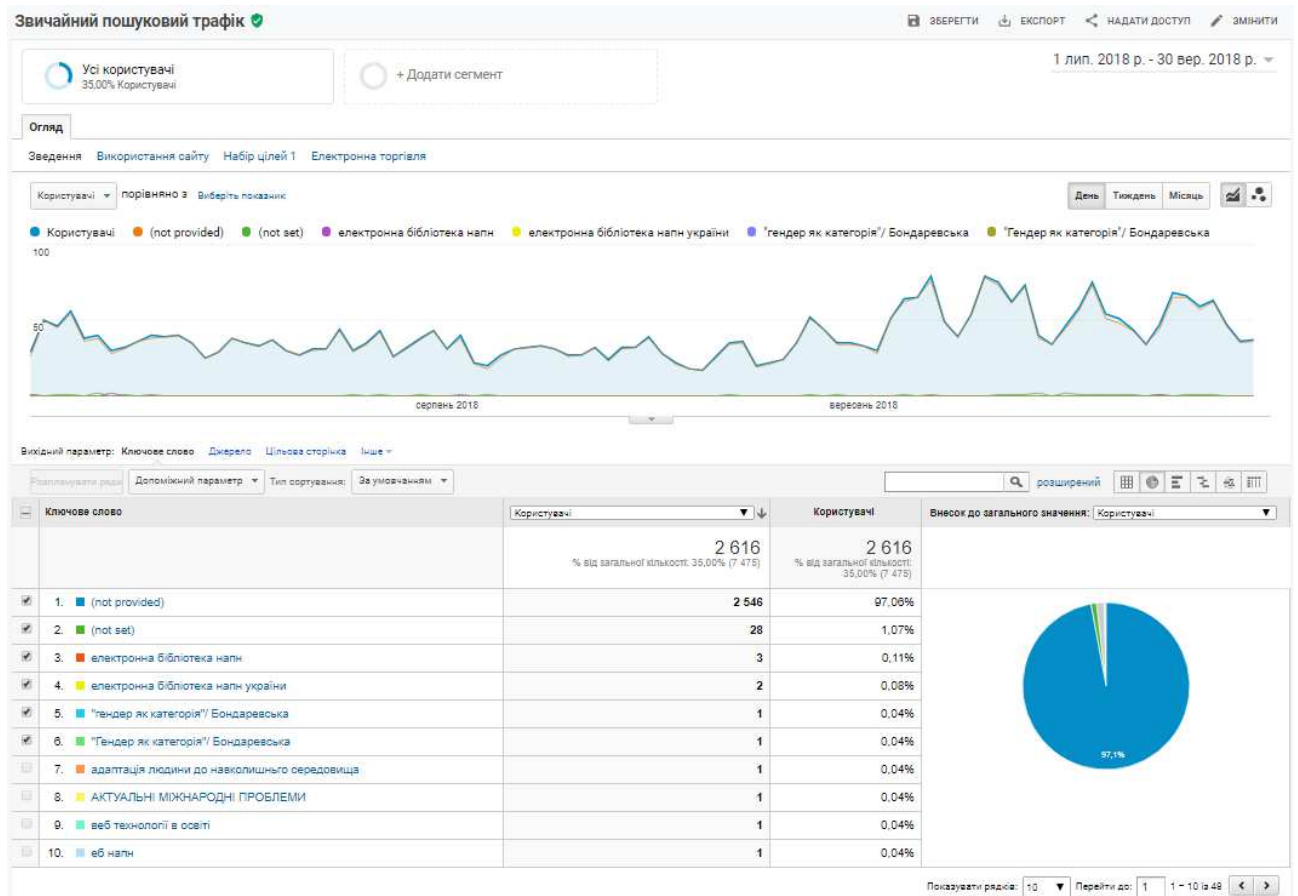 Звичайний пошуковий трафік
ЗБЕРЕГТИ ЕКСПОРТ НАДАТИ ДОСТУП ЗМІНИТИ
Усі користувачі
35,00% Користувачі
+ Додати сегмент
1 лип. 2018 р. - 30 вер. 2018 р.
Огляд
Зведення Використання сайту Набір цілей 1 Електронна торгівля
Користувачі порівняно з Виберіть показник
День Тиждень Місяць
Користувачі (not provided) (not set) електронна бібліотека напн електронна бібліотека напн україни "гендер як категорія"/ Бондаревська "Гендер як категорія"/ Бондаревська
100
50
серпень 2018 вересень 2018
Вихідний параметр: Ключове слово Джерело Цільова сторінка Інше
Допоміжний параметр Тип сортування: За умовчанням
розширений
Ключове слово Користувачі Користувачі Внесок до загального значення: Користувачі
2 616 2 616
% від загальної кількості: 35,00% (7 475) % від загальної кількості: 35,00% (7 475)
1. (not provided) 2 546 97,06%
2. (not set) 28 1,07%
3. електронна бібліотека напн 3 0,11%
4. електронна бібліотека напн україни 2 0,08%
5. "гендер як категорія"/ Бондаревська 1 0,04%
6. "Гендер як категорія"/ Бондаревська 1 0,04%
7. адаптація людини до навколишнього середовища 1 0,04%
8. АКТУАЛЬНІ МІЖНАРОДНІ ПРОБЛЕМИ 1 0,04%
9. веб технології в освіті 1 0,04%
10. еб напн 1 0,04%
97,1%
Показувати рядків: 10 Перейти до: 1 1 – 10 із 48